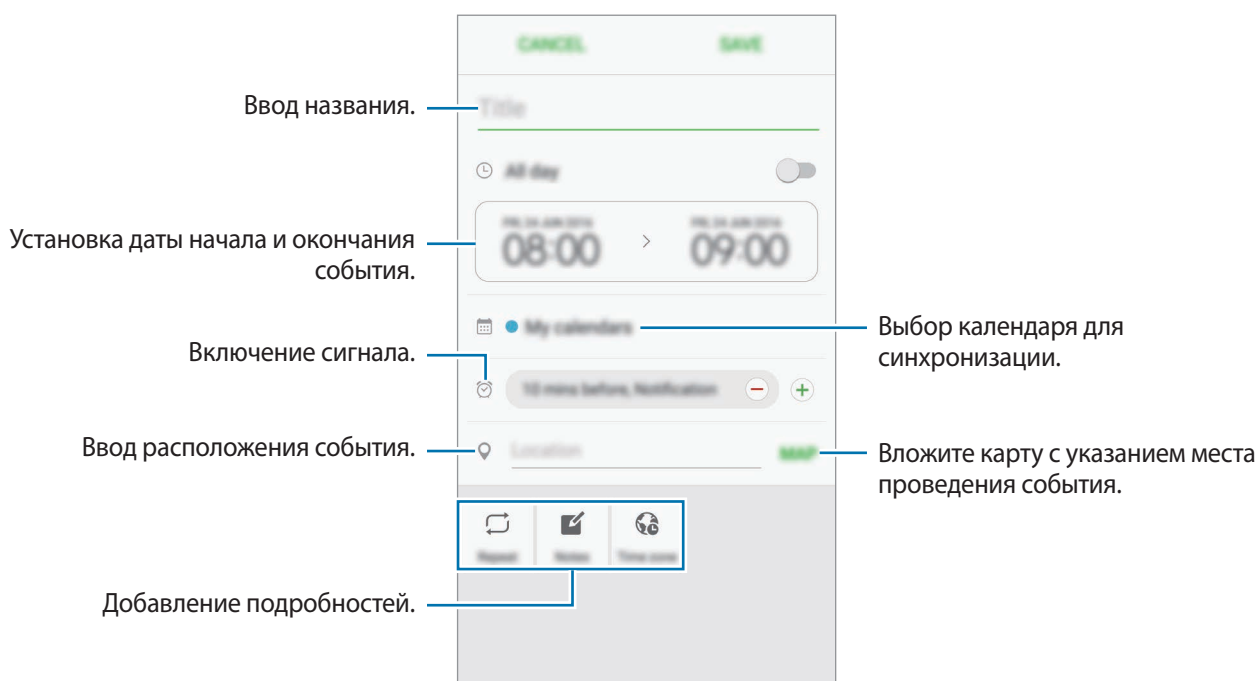 CANCEL
SAVE
Ввод названия.
Title
All day
Установка даты начала и окончания
события.
08:00
09:00
My calendars
Выбор календаря для
синхронизации.
Включение сигнала.
10 mins before, Notification
Ввод расположения события.
Location
MAP
Вложите карту с указанием места
проведения события.
Repeat
Notes
Time zone
Добавление подробностей.